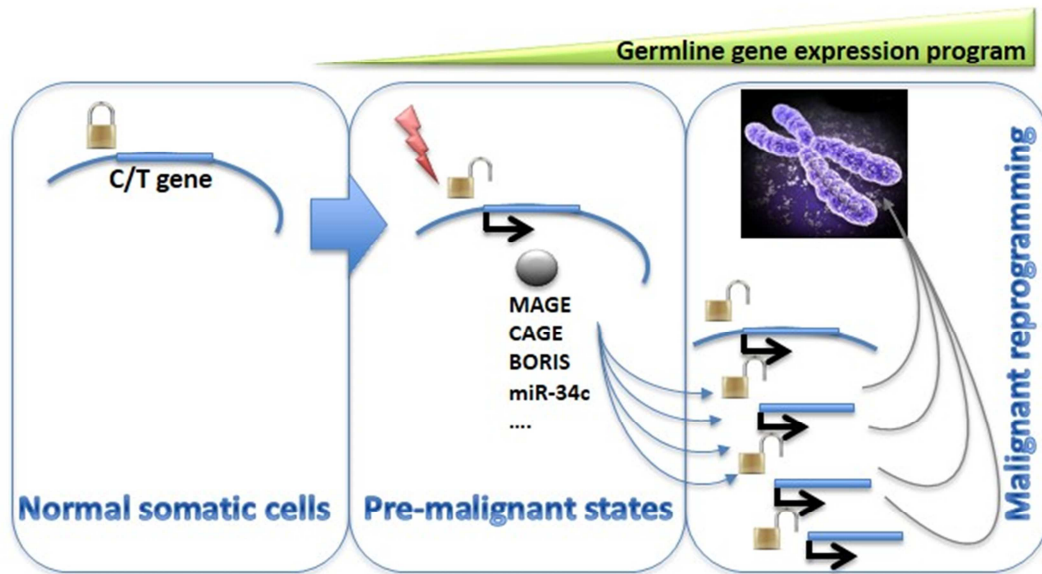 Germline gene expression program
C/T gene
Normal somatic cells
MAGE
CAGE
BORIS
miR-34c
....
Pre-malignant states
Malignant reprogramming